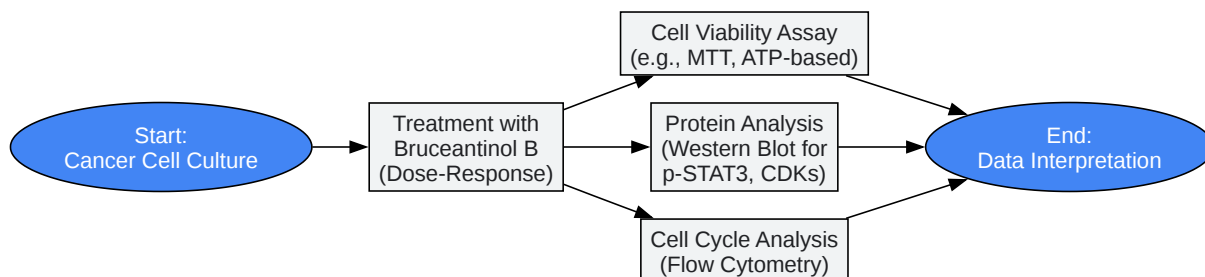 Start:
Cancer Cell Culture
Treatment with
Bruceantinol B
(Dose-Response)
Cell Viability Assay
(e.g., MTT, ATP-based)
Protein Analysis
(Western Blot for
p-STAT3, CDKs)
Cell Cycle Analysis
(Flow Cytometry)
End:
Data Interpretation